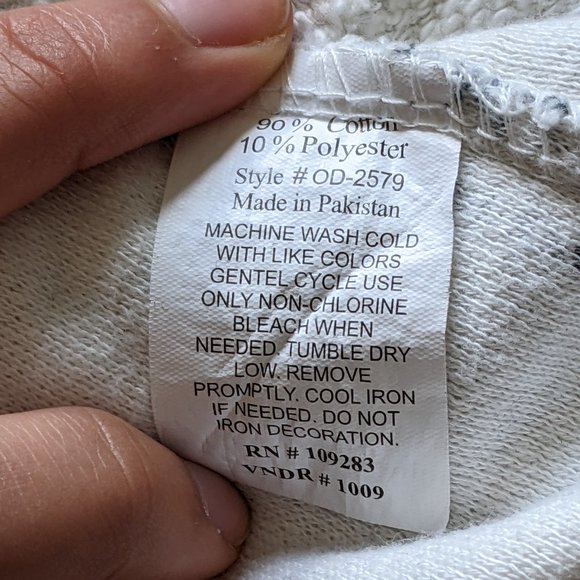 90 % Cotton
10 % Polyester
Style # OD-2579
Made in Pakistan
MACHINE WASH COLD
WITH LIKE COLORS
GENTEL CYCLE USE
ONLY NON-CHLORINE
BLEACH WHEN
NEEDED. TUMBLE DRY
LOW. REMOVE
PROMPTLY. COOL IRON
IF NEEDED. DO NOT
IRON DECORATION.
RN # 109283
VNDR # 1009